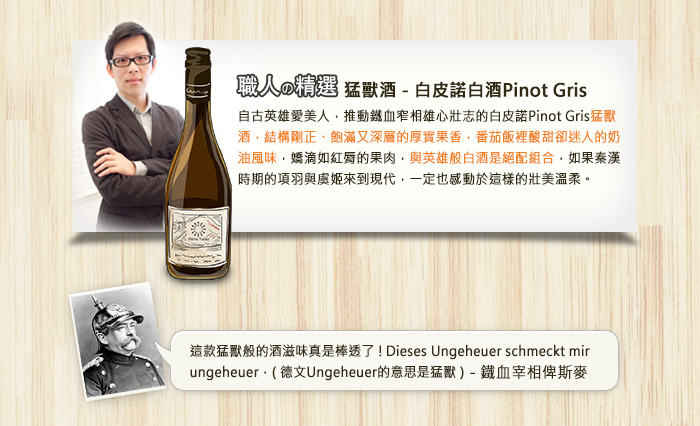 職人の精選 猛獸酒 - 白皮諾白酒Pinot Gris
自古英雄愛美人，推動鐵血窄相雄心壯志的白皮諾Pinot Gris猛獸
酒，結構剛正、飽滿又深層的厚實果香，番茄飯裡酸甜卻迷人的奶
油風味，嬌滴如紅脣的果肉，與英雄般白酒是絕配組合，如果秦漢
時期的項羽與虞姬來到現代，一定也感動於這樣的壯美溫柔。
這款猛獸般的酒滋味真是棒透了 ! Dieses Ungeheuer schmeckt mir
ungeheuer，( 德文Ungeheuer的意思是猛獸 ) - 鐵血宰相俾斯麥